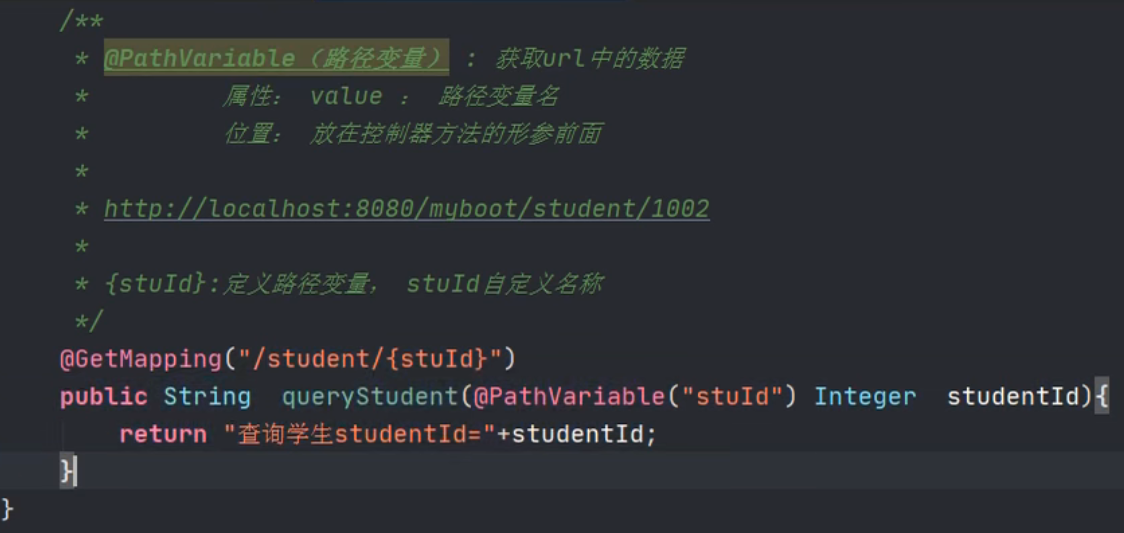 /**
* @PathVariable（路径变量） : 获取url中的数据
* 属性： value ： 路径变量名
* 位置： 放在控制器方法的形参前面
*
* http://localhost:8080/myboot/student/1002
*
* {stuId}:定义路径变量， stuId自定义名称
*/
@GetMapping("/student/{stuId}")
public String queryStudent(@PathVariable("stuId") Integer studentId){
return "查询学生studentId="+studentId;
}
}